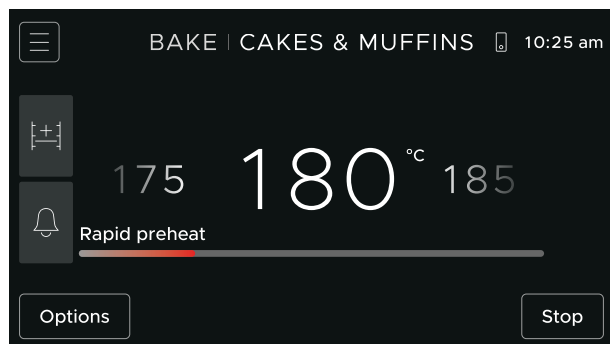 BAKE | CAKES & MUFFINS 10:25 am
175 180 °C 185
Rapid preheat
Options Stop